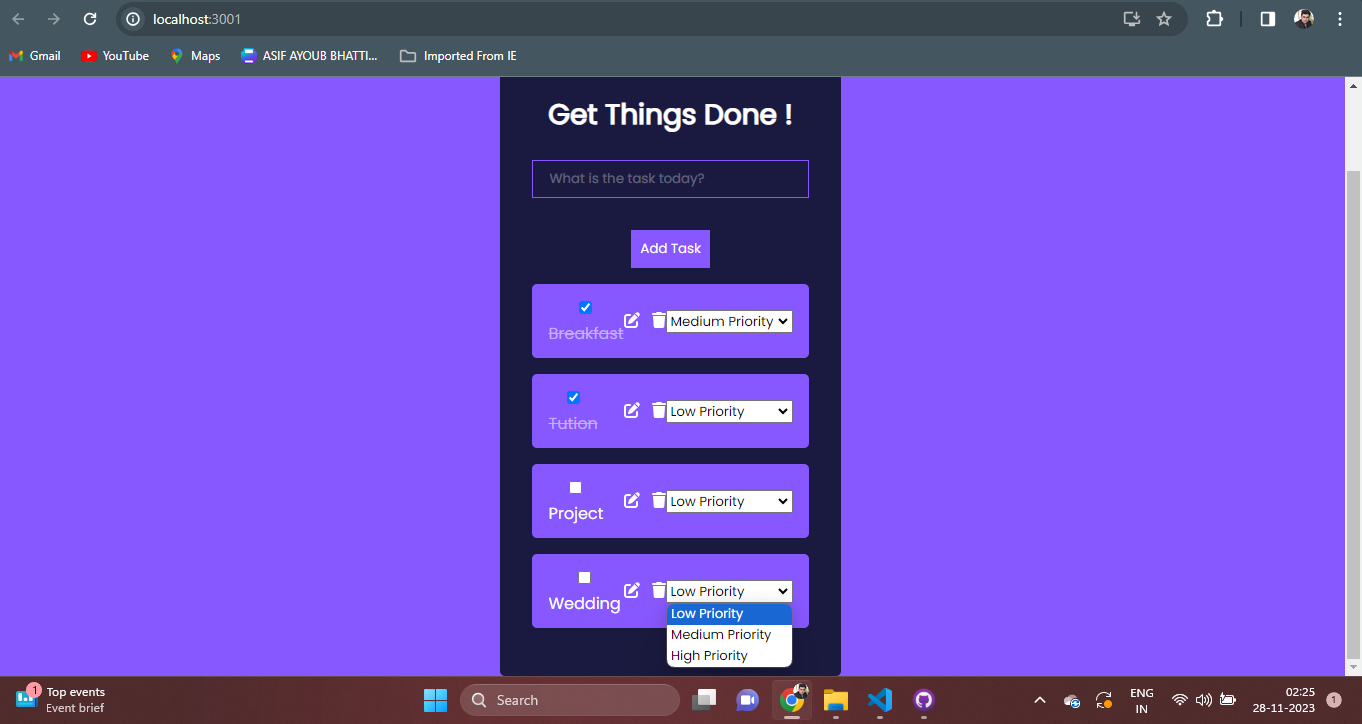 localhost:3001
Gmail YouTube Maps ASIF AYOUB BHATTI... Imported From IE
Get Things Done !
What is the task today?
Add Task
Breakfast Medium Priority
Tution Low Priority
Project Low Priority
Wedding Low Priority
Low Priority
Medium Priority
High Priority
1 Top events
Event brief
Search
ENG
IN
02:25
28-11-2023
1